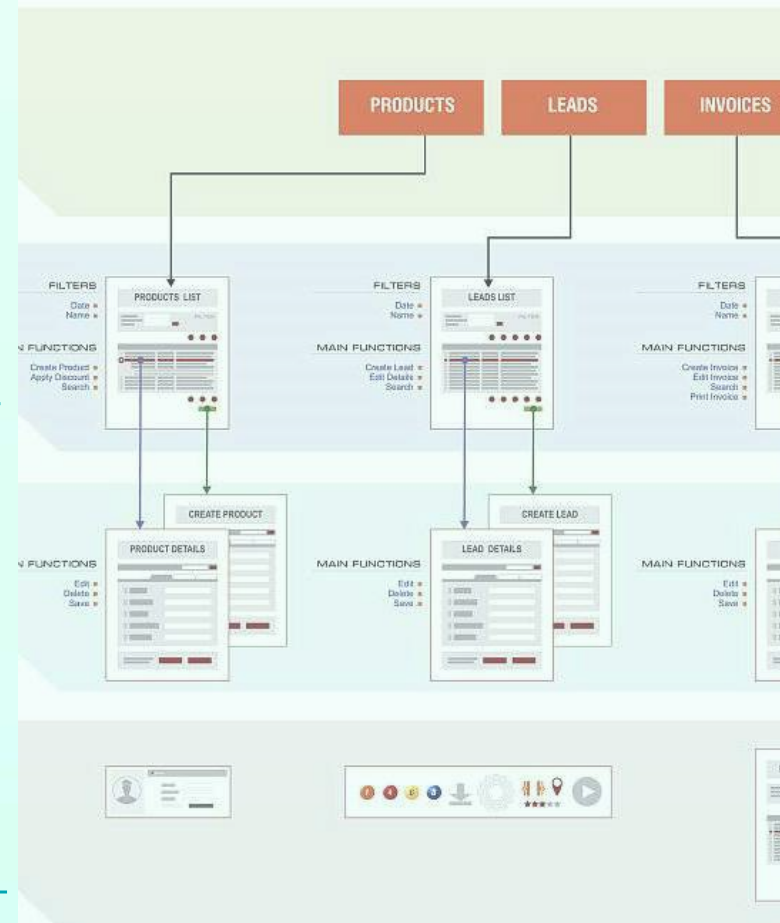 PRODUCTS
LEADS
INVOICES
FILTERS
Date
Name
N FUNCTIONS
Create Product
Apply Discount
Search
PRODUCTS LIST
FILTER
FILTERS
Date
Name
MAIN FUNCTIONS
Create Lead
Edit Details
Search
LEADS LIST
FILTER
FILTERS
Date
Name
MAIN FUNCTIONS
Create Invoice
Edit Invoice
Search
Print Invoice
N FUNCTIONS
Edit
Delete
Save
CREATE PRODUCT
PRODUCT DETAILS
MAIN FUNCTIONS
Edit
Delete
Save
CREATE LEAD
LEAD DETAILS
MAIN FUNCTIONS
Edit
Delete
Save